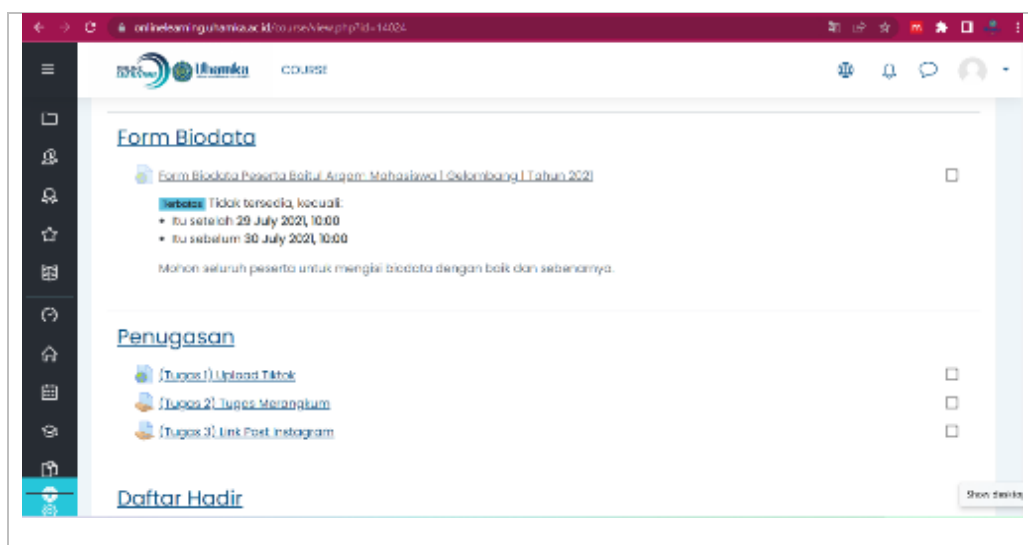 onlinelearning.uhamka.ac.id/course/view.php?id=14024
Uhamka COURSE
Form Biodata
Form Biodata Peserta Baitul Arqam Mahasiswa I Gelombang I Tahun 2021
Terbatas Tidak tersedia, kecuali:
• Itu setelah 29 July 2021, 10:00
• Itu sebelum 30 July 2021, 10:00
Mohon seluruh peserta untuk mengisi biodata dengan baik dan sebenarnya.
Penugasan
(Tugas 1) Upload Tiktok
(Tugas 2) Tugas Merangkum
(Tugas 3) Link Post Instagram
Daftar Hadir
Show desktop